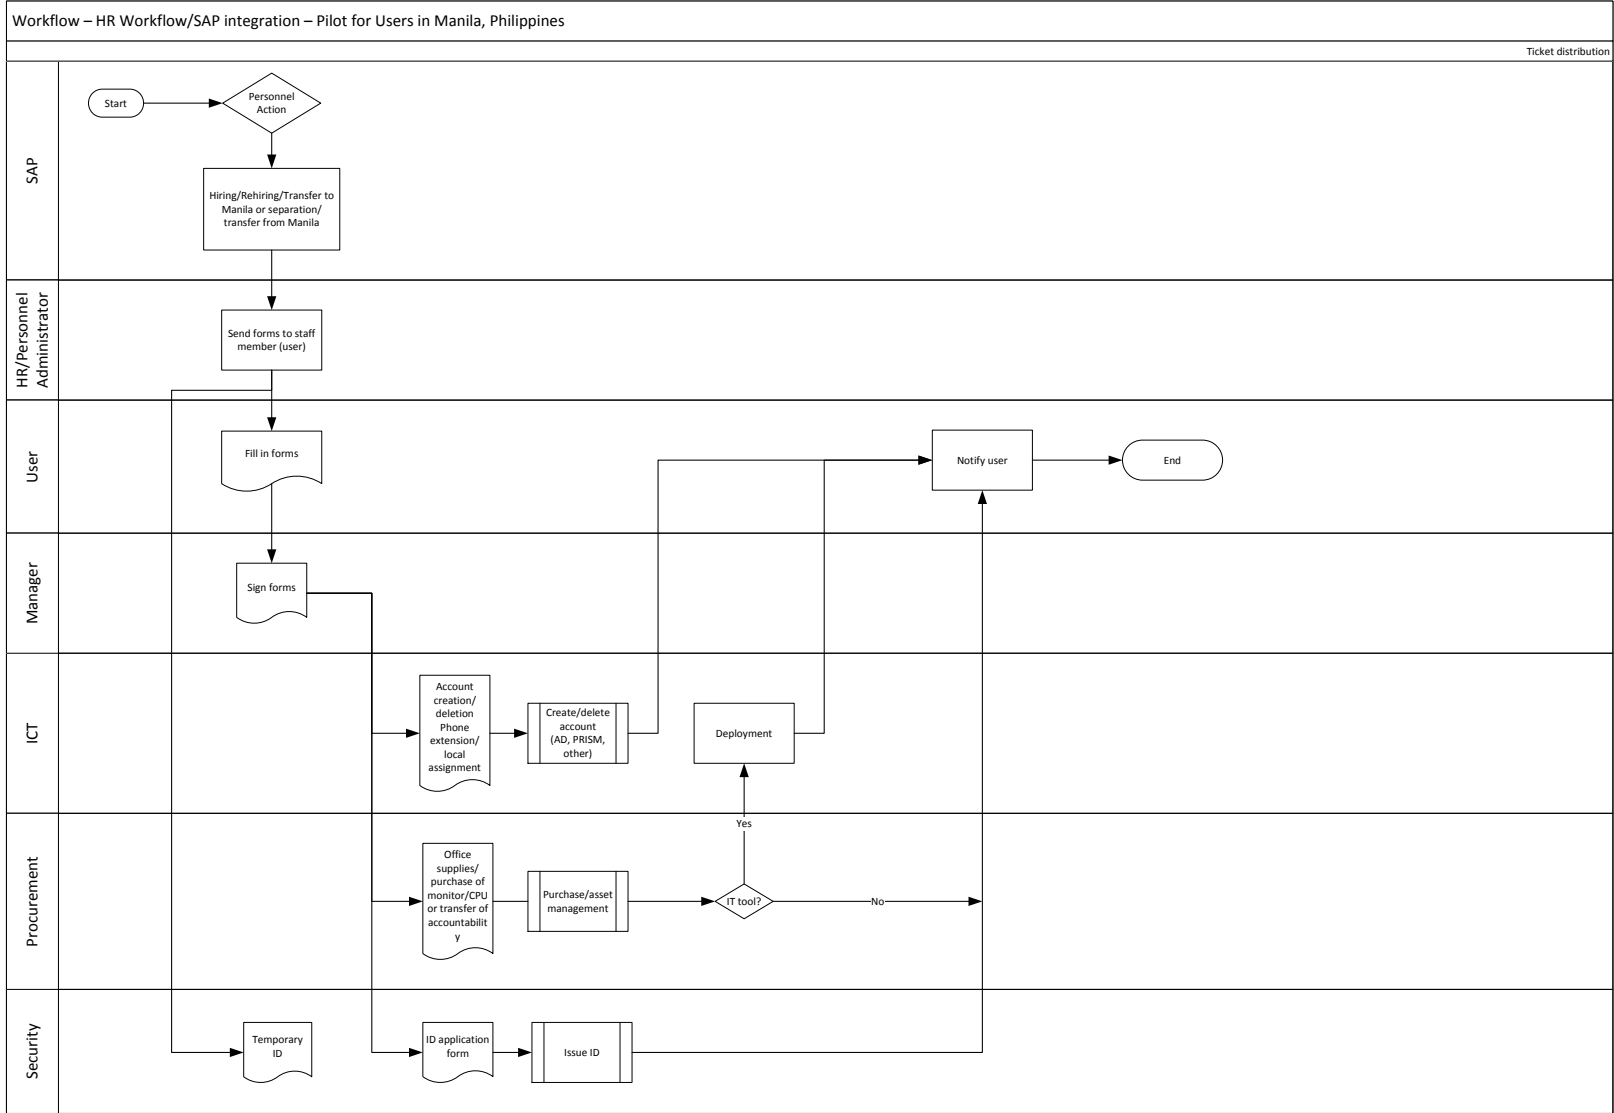 Workflow – HR Workflow/SAP integration – Pilot for Users in Manila, Philippines
Ticket distribution
SAP
Start
Personnel
Action
Hiring/Rehiring/Transfer to
Manila or separation/
transfer from Manila
HR/Personnel
Administrator
Send forms to staff
member (user)
User
Fill in forms
Notify user
End
Manager
Sign forms
ICT
Account
creation/
deletion
Phone
extension/
local
assignment
Create/delete
account
(AD, PRISM,
other)
Deployment
Procurement
Office
supplies/
purchase of
monitor/CPU
or transfer of
accountabilit
y
Purchase/asset
management
IT tool?
Yes
No
Security
Temporary
ID
ID application
form
Issue ID